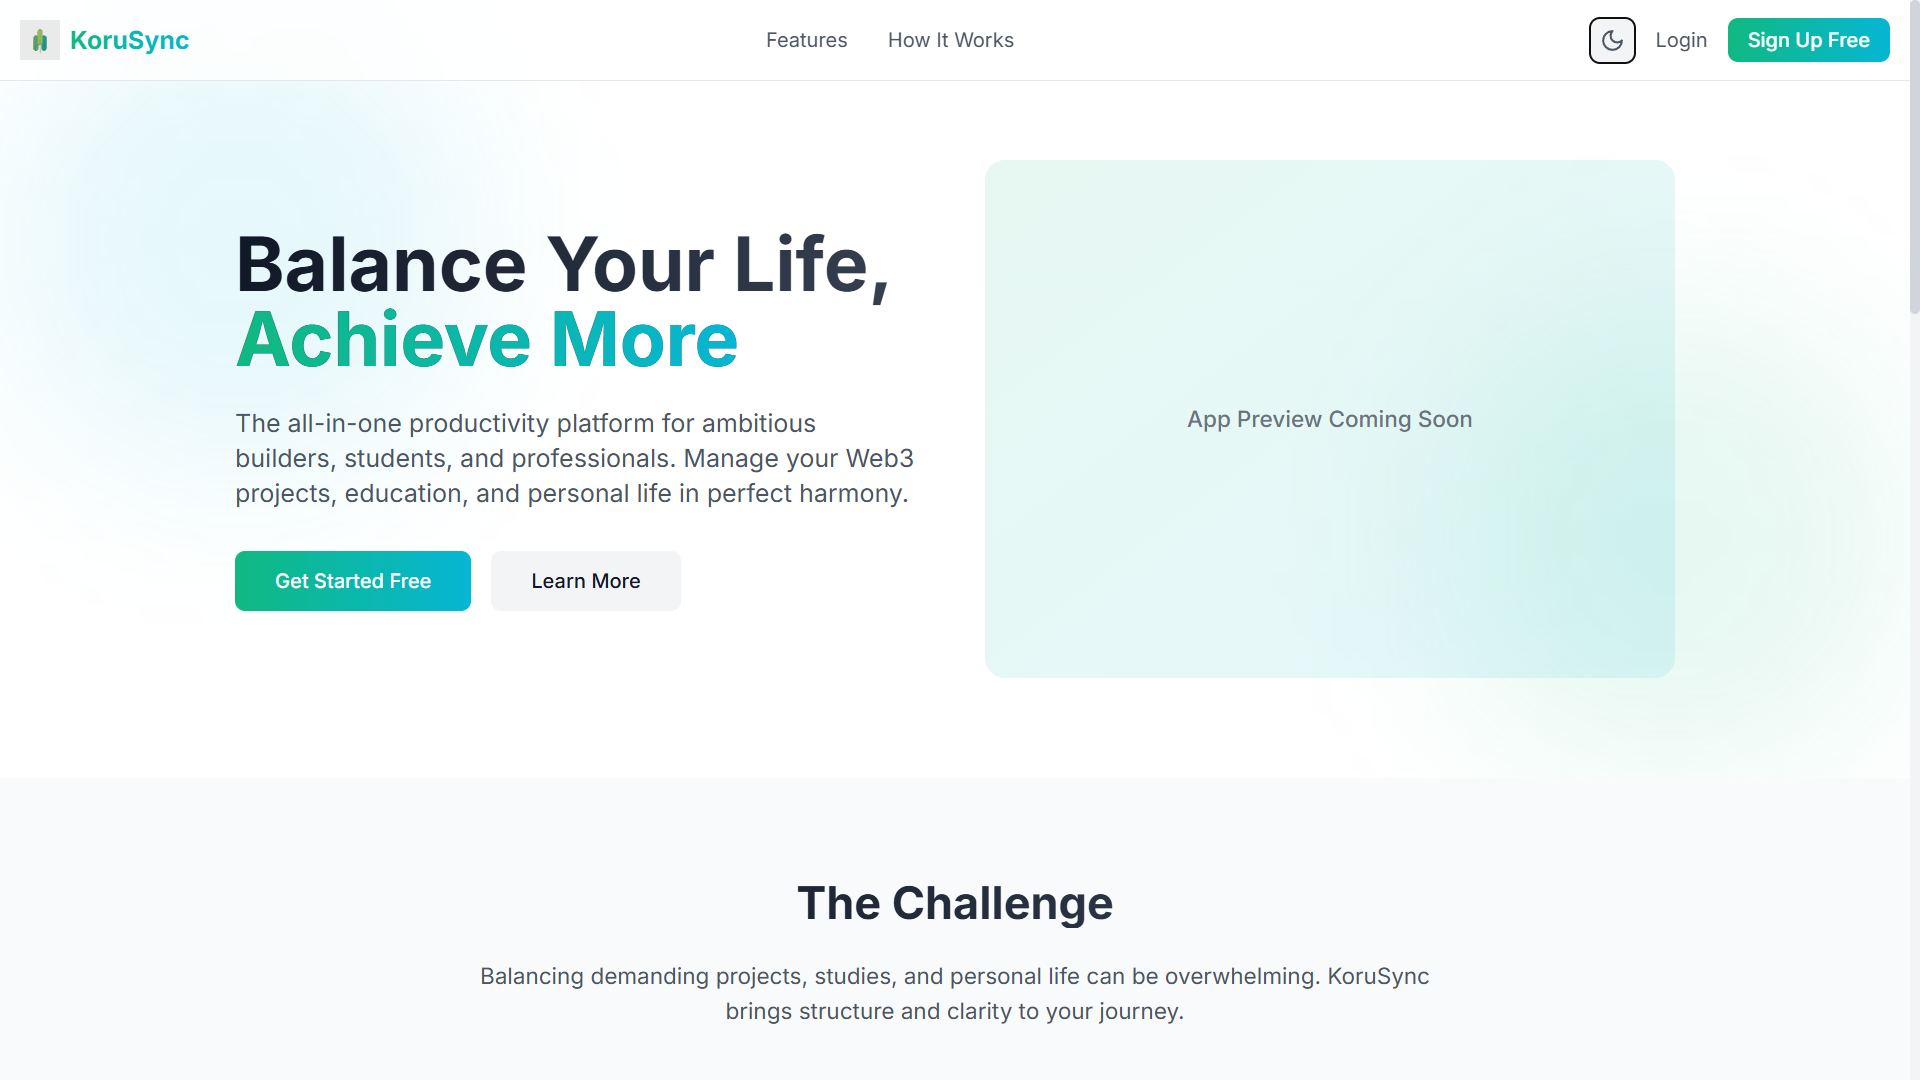 KoruSync
Features
How It Works
Login
Sign Up Free
Balance Your Life,
Achieve More
The all-in-one productivity platform for ambitious
builders, students, and professionals. Manage your Web3
projects, education, and personal life in perfect harmony.
Get Started Free
Learn More
App Preview Coming Soon
The Challenge
Balancing demanding projects, studies, and personal life can be overwhelming. KoruSync
brings structure and clarity to your journey.